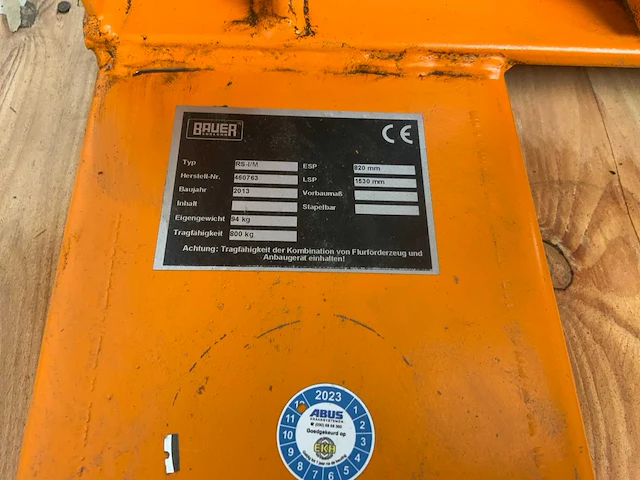 BAUER
CE
Typ RS-I/M ESP 820 mm
Herstell-Nr. 460763 LSP 1530 mm
Baujahr 2013 Vorbaumaß
Inhalt Stapelbar
Eigengewicht 94 kg
Tragfähigkeit 800 kg
Achtung: Tragfähigkeit der Kombination von Flurförderzeug und
Anbaugerät einhalten!
2023
ABUS
Goedgekeurd op
EKH
1
2
3
4
5
6
7
8
9
10
11